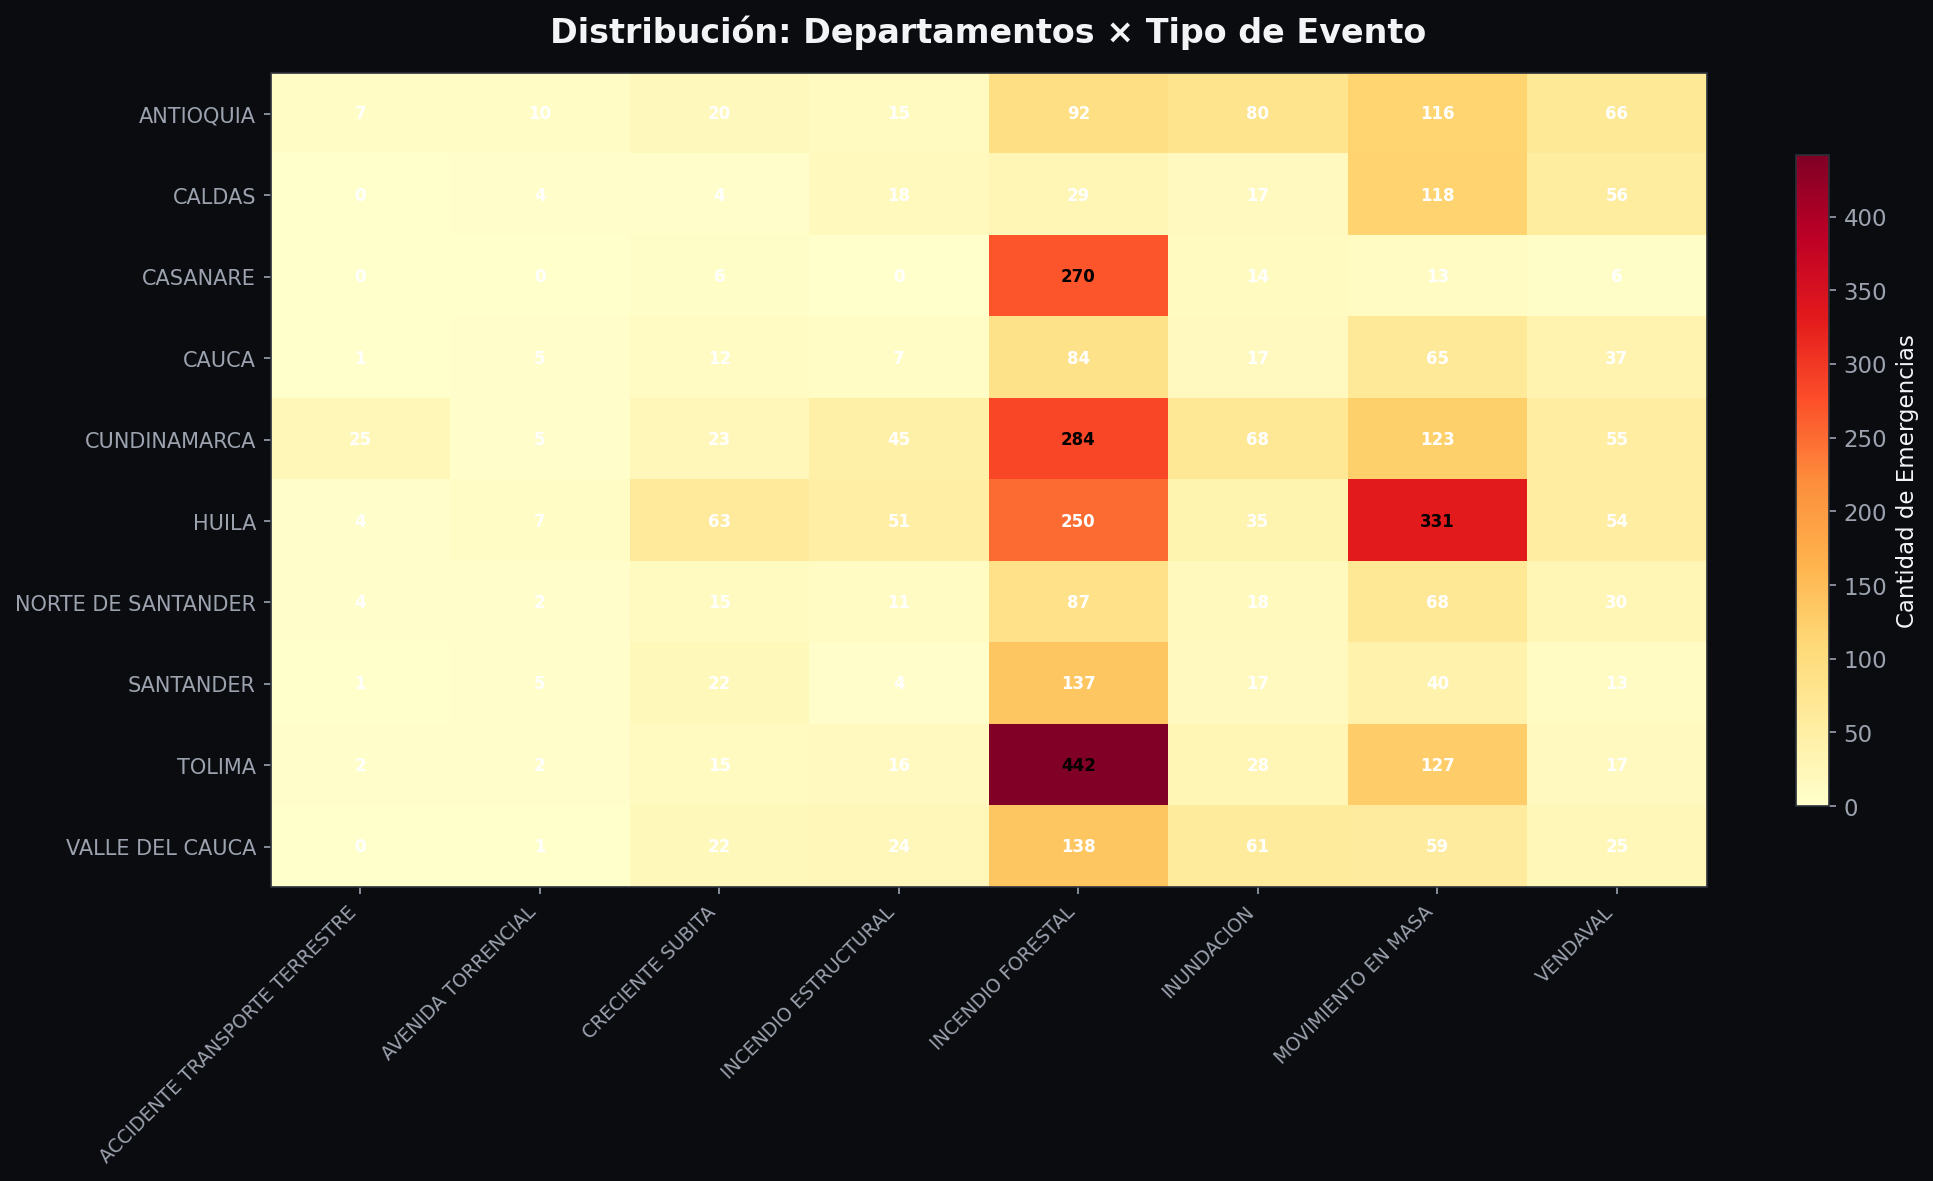 Distribución: Departamentos × Tipo de Evento
ANTIOQUIA 7 10 20 15 92 80 116 66
CALDAS 0 4 4 18 29 17 118 56
CASANARE 0 0 6 0 270 14 13 6
CAUCA 1 5 12 7 84 17 65 37
CUNDINAMARCA 25 5 23 45 284 68 123 55
HUILA 4 7 63 51 250 35 331 54
NORTE DE SANTANDER 4 2 15 11 87 18 68 30
SANTANDER 1 5 22 4 137 17 40 13
TOLIMA 2 2 15 16 442 28 127 17
VALLE DEL CAUCA 0 1 22 24 138 61 59 25
ACCIDENTE TRANSPORTE TERRESTRE
AVENIDA TORRENCIAL
CRECIENTE SUBITA
INCENDIO ESTRUCTURAL
INCENDIO FORESTAL
INUNDACION
MOVIMIENTO EN MASA
VENDAVAL
400
350
300
250
200
150
100
50
0
Cantidad de Emergencias